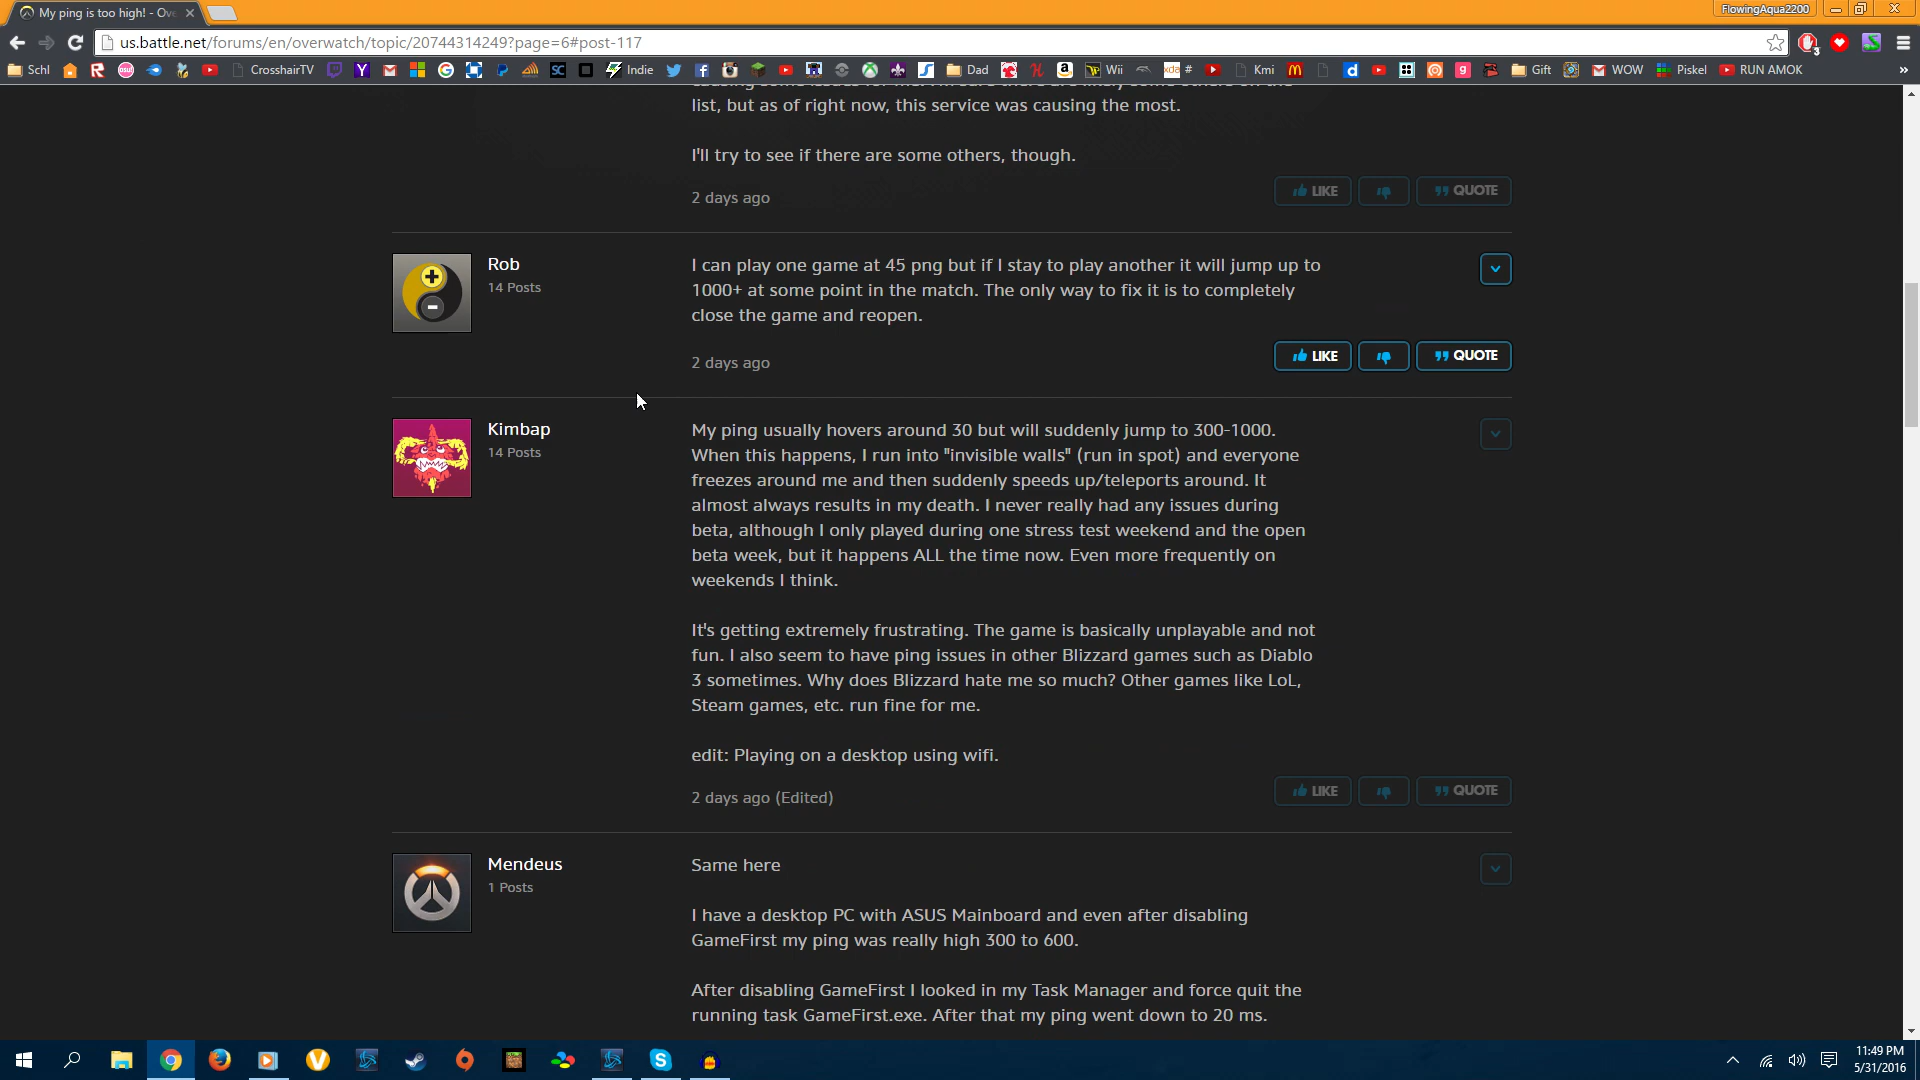 My ping is too high! - Ov
FlowingAqua2200
us.battle.net/forums/en/overwatch/topic/20744314249?page=6#post-117
Schl
CrosshairTV
Indie
Dad
Wii
#
Kmi
Gift
WOW
Piskel
RUN AMOK
list, but as of right now, this service was causing the most.
I'll try to see if there are some others, though.
2 days ago
LIKE
QUOTE
Rob
14 Posts
I can play one game at 45 png but if I stay to play another it will jump up to
1000+ at some point in the match. The only way to fix it is to completely
close the game and reopen.
2 days ago
LIKE
QUOTE
Kimbap
14 Posts
My ping usually hovers around 30 but will suddenly jump to 300-1000.
When this happens, I run into "invisible walls" (run in spot) and everyone
freezes around me and then suddenly speeds up/teleports around. It
almost always results in my death. I never really had any issues during
beta, although I only played during one stress test weekend and the open
beta week, but it happens ALL the time now. Even more frequently on
weekends I think.
It's getting extremely frustrating. The game is basically unplayable and not
fun. I also seem to have ping issues in other Blizzard games such as Diablo
3 sometimes. Why does Blizzard hate me so much? Other games like LoL,
Steam games, etc. run fine for me.
edit: Playing on a desktop using wifi.
2 days ago (Edited)
LIKE
QUOTE
Mendeus
1 Posts
Same here
I have a desktop PC with ASUS Mainboard and even after disabling
GameFirst my ping was really high 300 to 600.
After disabling GameFirst I looked in my Task Manager and force quit the
running task GameFirst.exe. After that my ping went down to 20 ms.
11:49 PM
5/31/2016